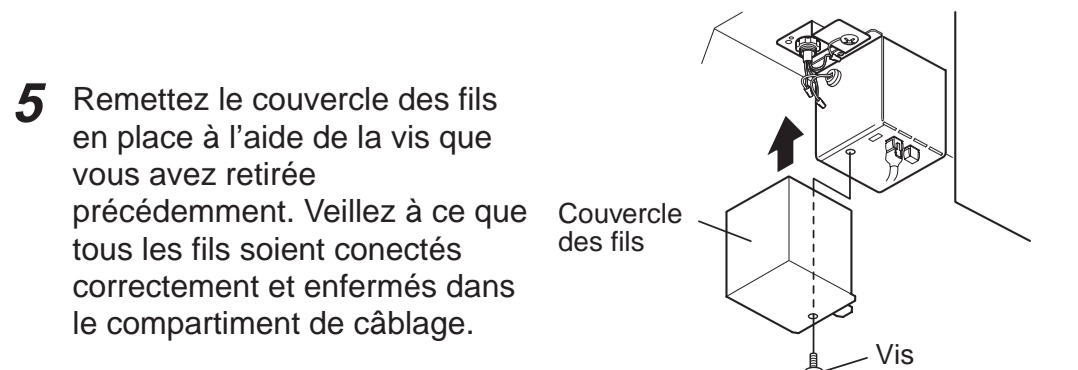 5 Remettez le couvercle des fils
en place à l’aide de la vis que
vous avez retirée
précédemment. Veillez à ce que
tous les fils soient conectés
correctement et enfermés dans
le compartiment de câblage.
Couvercle
des fils
Vis